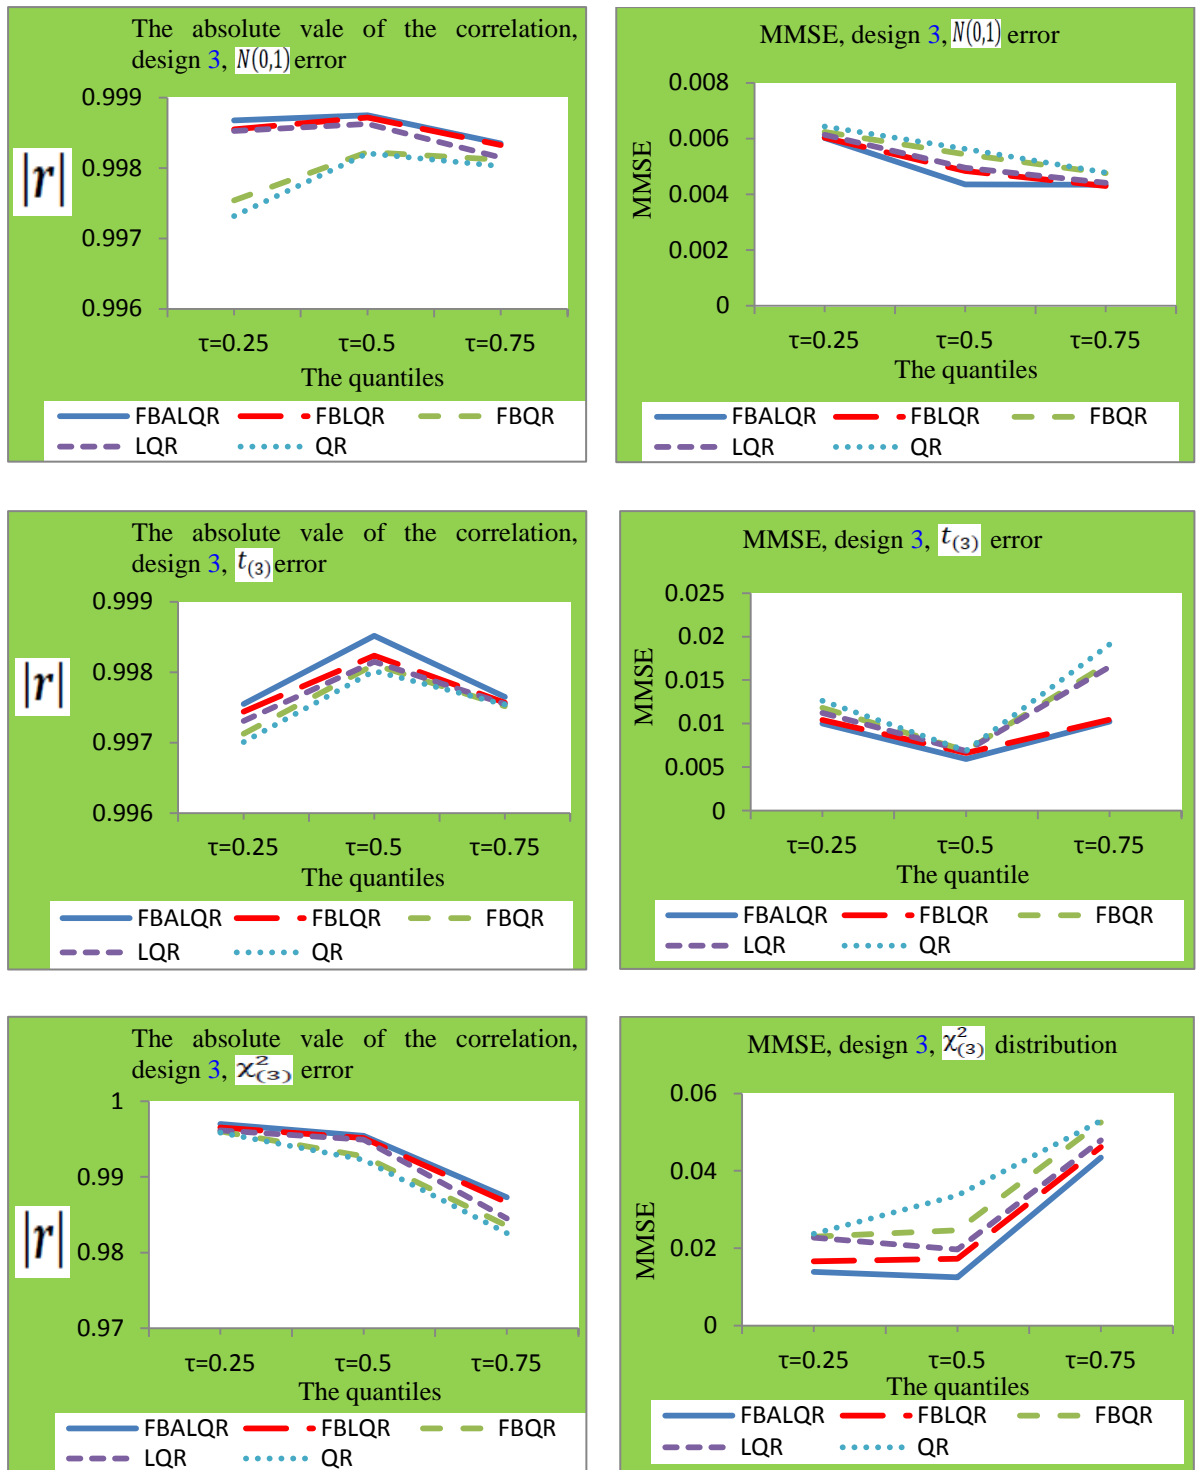 The absolute vale of the correlation,
design 3, N(0,1) error
0.999
0.998
0.997
0.996
|r|
τ=0.25 τ=0.5 τ=0.75
The quantiles
FBALQR FBLQR FBQR
LQR QR
MMSE, design 3, N(0,1) error
0.008
0.006
0.004
0.002
0
MMSE
τ=0.25 τ=0.5 τ=0.75
The quantiles
FBALQR FBLQR FBQR
LQR QR
The absolute vale of the correlation,
design 3, t(3) error
0.999
0.998
0.997
0.996
|r|
τ=0.25 τ=0.5 τ=0.75
The quantiles
FBALQR FBLQR FBQR
LQR QR
MMSE, design 3, t(3) error
0.025
0.02
0.015
0.01
0.005
0
MMSE
τ=0.25 τ=0.5 τ=0.75
The quantile
FBALQR FBLQR FBQR
LQR QR
The absolute vale of the correlation,
design 3, χ²(3) error
1
0.99
0.98
0.97
|r|
τ=0.25 τ=0.5 τ=0.75
The quantiles
FBALQR FBLQR FBQR
LQR QR
MMSE, design 3, χ²(3) distribution
0.06
0.04
0.02
0
MMSE
τ=0.25 τ=0.5 τ=0.75
The quantiles
FBALQR FBLQR FBQR
LQR QR